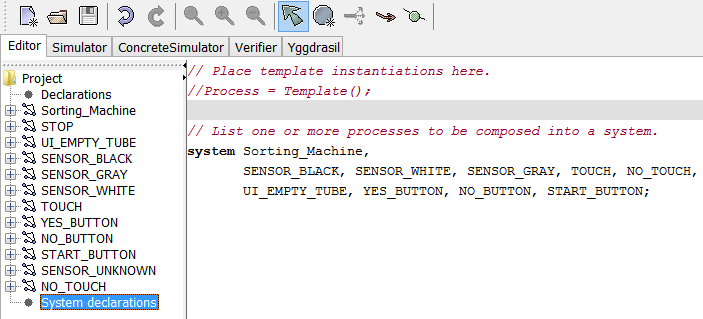 Editor Simulator ConcreteSimulator Verifier Yggdrasil
Project
Declarations
Sorting_Machine
STOP
UI_EMPTY_TUBE
SENSOR_BLACK
SENSOR_GRAY
SENSOR_WHITE
TOUCH
YES_BUTTON
NO_BUTTON
START_BUTTON
SENSOR_UNKNOWN
NO_TOUCH
System declarations
// Place template instantiations here.
//Process = Template();
// List one or more processes to be composed into a system.
system Sorting_Machine,
SENSOR_BLACK, SENSOR_WHITE, SENSOR_GRAY, TOUCH, NO_TOUCH,
UI_EMPTY_TUBE, YES_BUTTON, NO_BUTTON, START_BUTTON;